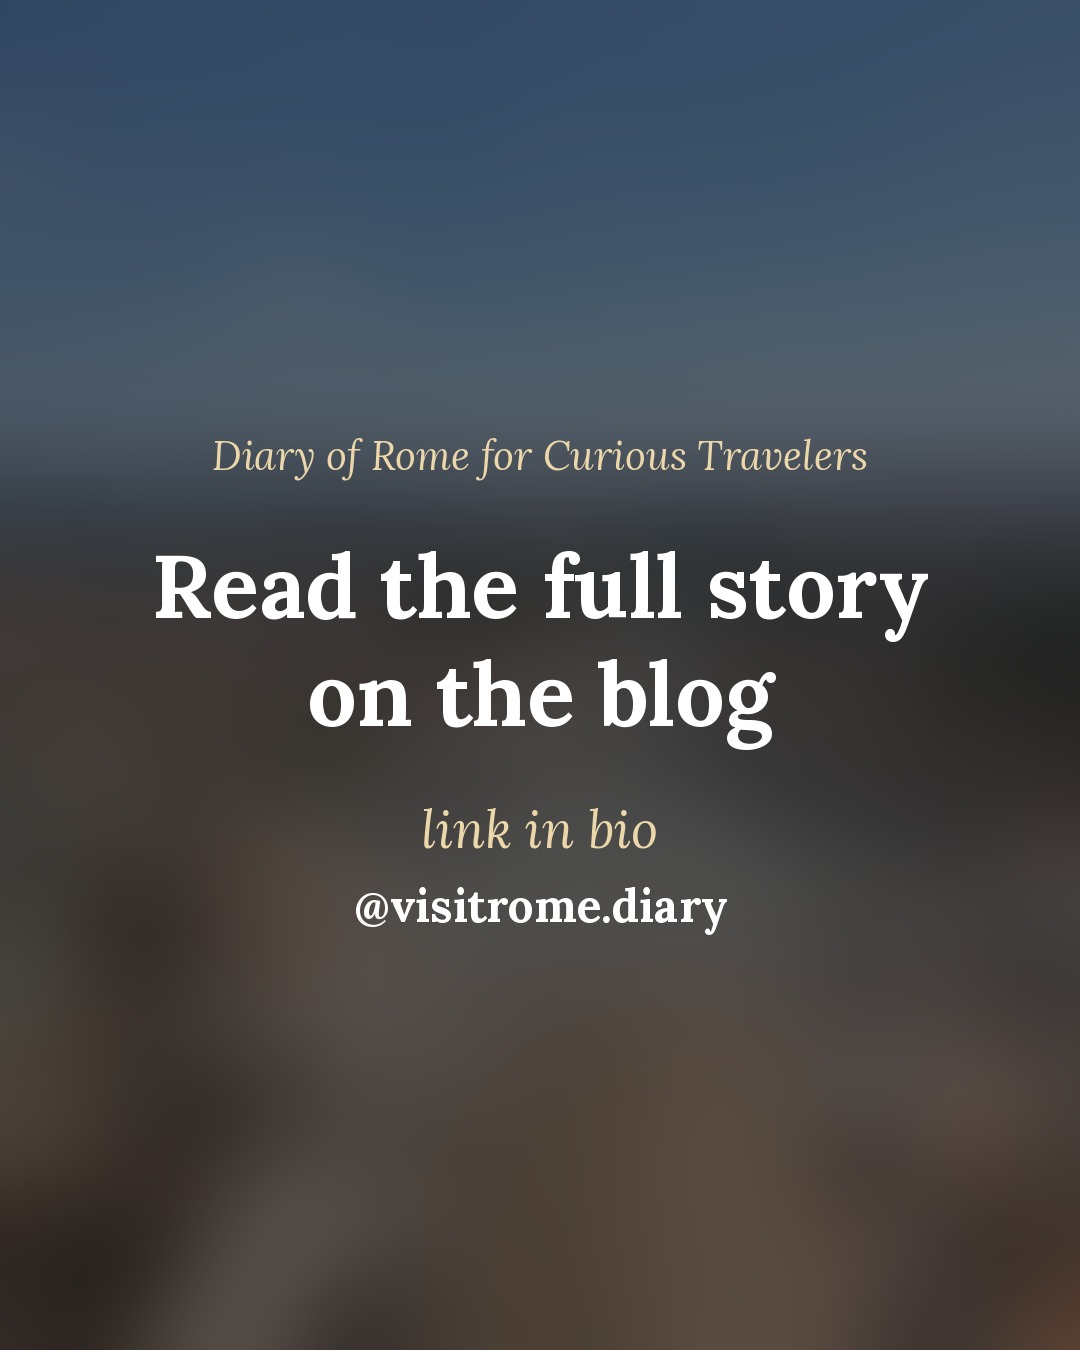 Diary of Rome for Curious Travelers
Read the full story
on the blog
link in bio
@visitrome.diary